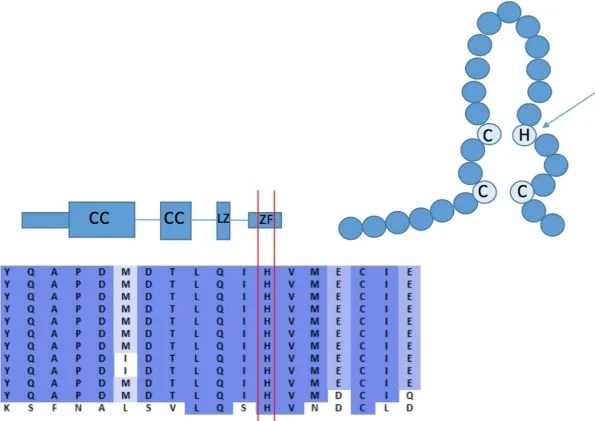 C H
C C
CC CC LZ ZF
Y Q A P D M D T L Q I H V M E C I E
Y Q A P D M D T L Q I H V M E C I E
Y Q A P D M D T L Q I H V M E C I E
Y Q A P D M D T L Q I H V M E C I E
Y Q A P D M D T L Q I H V M E C I E
Y Q A P D M D T L Q I H V M E C I E
Y Q A P D M D T L Q I H V M E C I E
Y Q A P D I D T L Q I H V M E C I E
Y Q A P D I D T L Q I H V M E C I E
Y Q A P D M D T L Q I H V M E C I E
Y Q A P D M D T L Q I H V M D C I Q
K S F N A L S V L Q S H V N D C L D